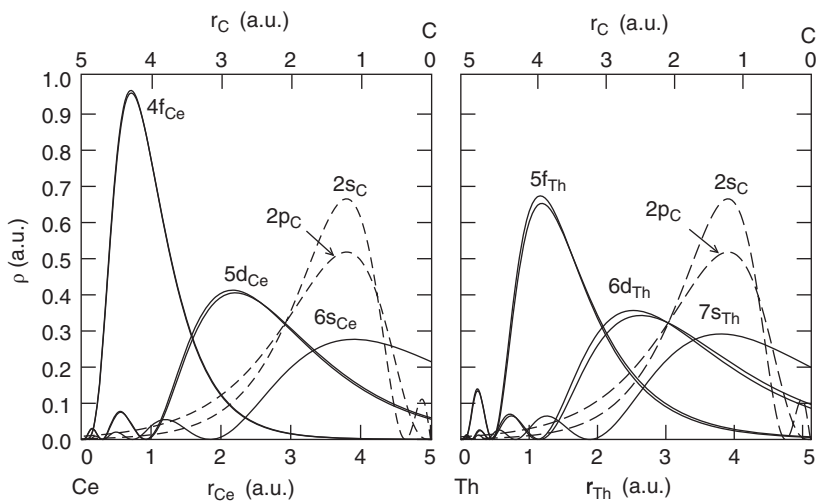 r_C (a.u.)
C
5 4 3 2 1 0
1.0
0.9
0.8
0.7
0.6
0.5
0.4
0.3
0.2
0.1
0.0
ρ (a.u.)
4f_Ce
2s_C
2p_C
5d_Ce
6s_Ce
0 1 2 3 4 5
Ce
r_Ce (a.u.)
r_C (a.u.)
C
5 4 3 2 1 0
5f_Th
2s_C
2p_C
6d_Th
7s_Th
0 1 2 3 4 5
Th
r_Th (a.u.)